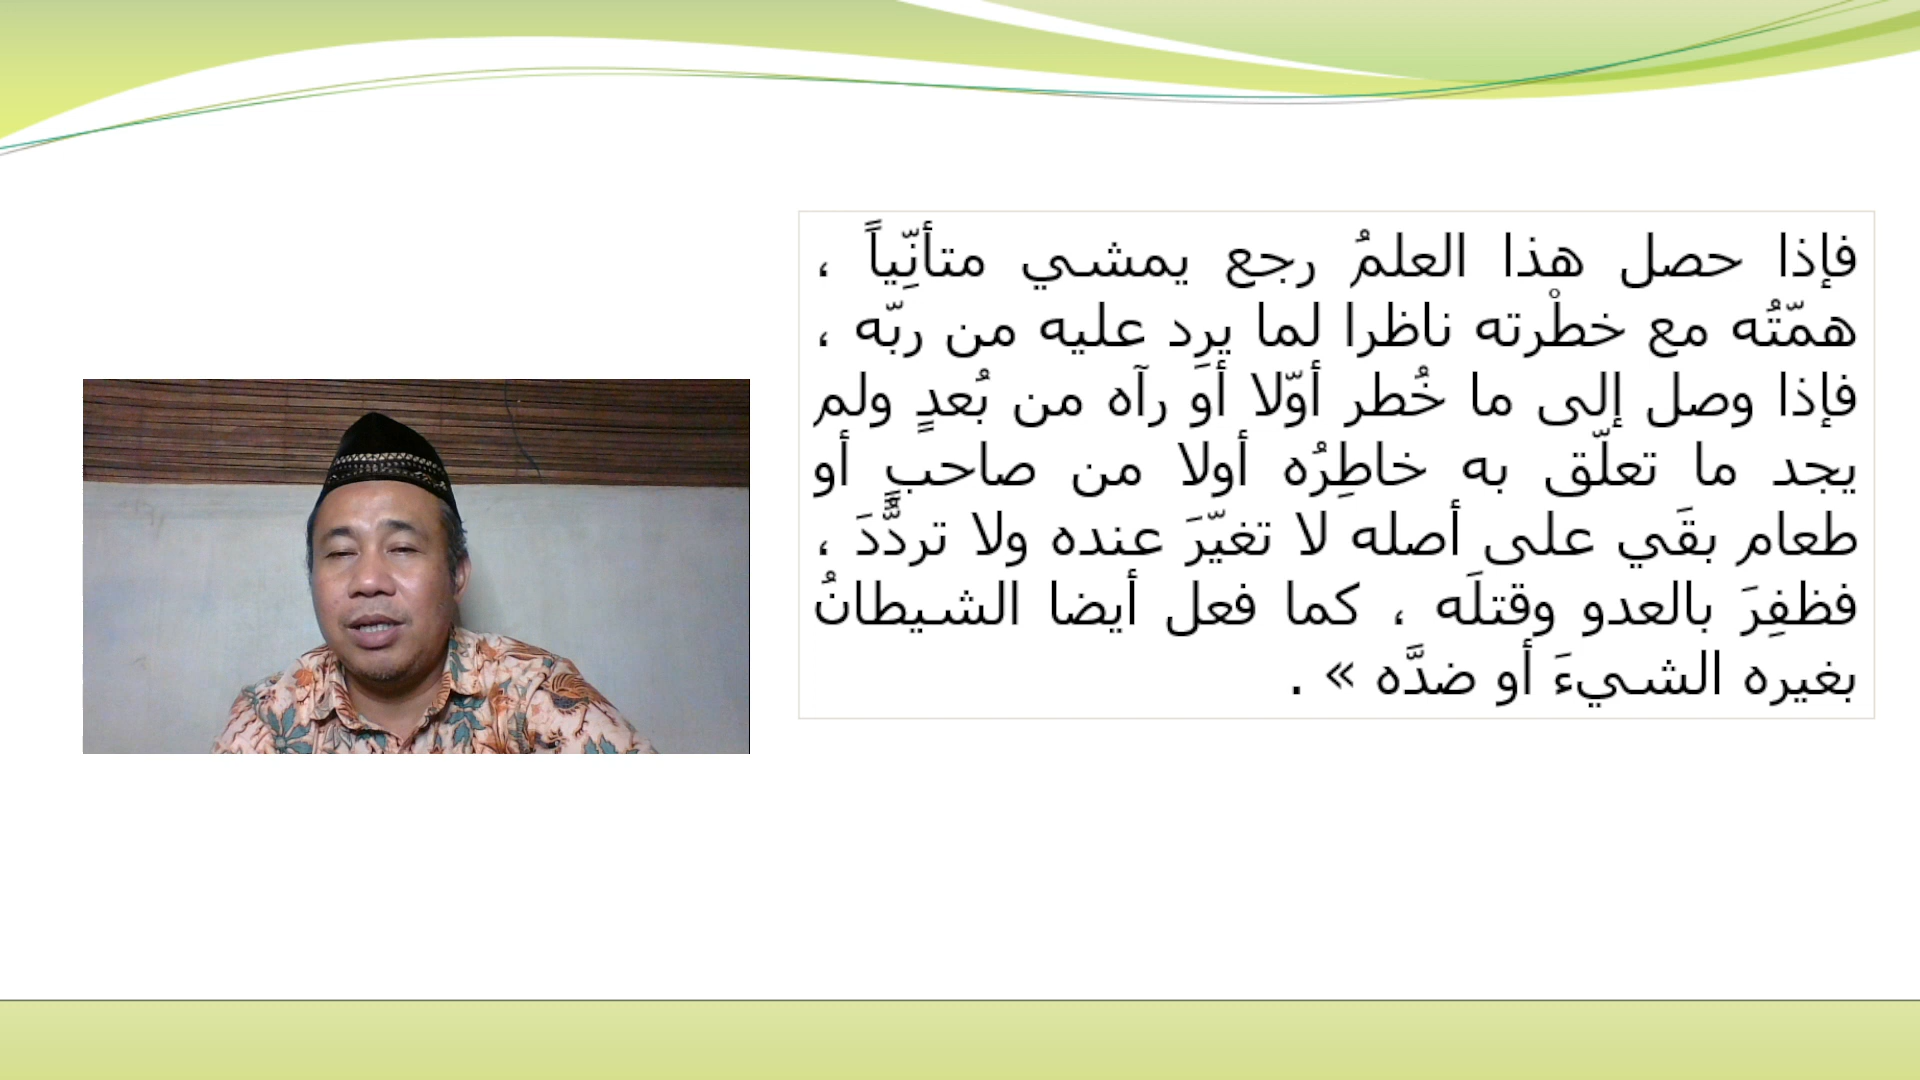 فإذا حصل هذا العلمُ رجع يمشي متأنِّياً ،
همّتُه مع خطْرته ناظرا لما يرِد عليه من ربّه ،
فإذا وصل إلى ما خُطر أوّلا أو رآه من بُعدٍ ولم
يجد ما تعلّق به خاطِرُه أولا من صاحبٍ أو
طعام بقَي على أصله لا تغيّرَ عنده ولا تردُّدَ ،
فظفِرَ بالعدو وقتلَه ، كما فعل أيضا الشيطانُ
بغيره الشيءَ أو ضدَّه » .